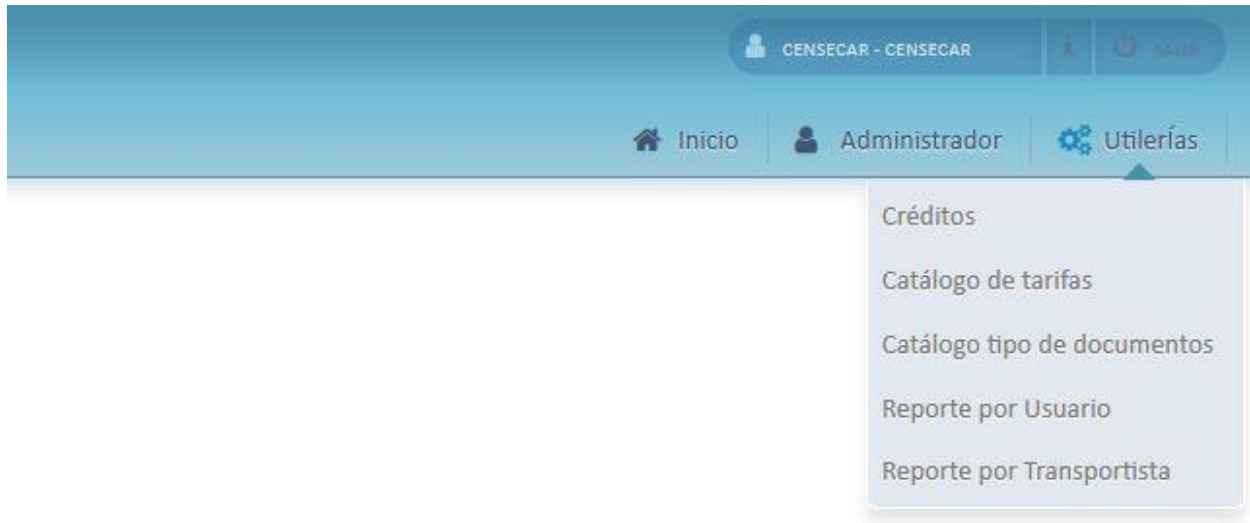 CENSECAR - CENSECAR
SALIR
Inicio
Administrador
Utilerías
Créditos
Catálogo de tarifas
Catálogo tipo de documentos
Reporte por Usuario
Reporte por Transportista